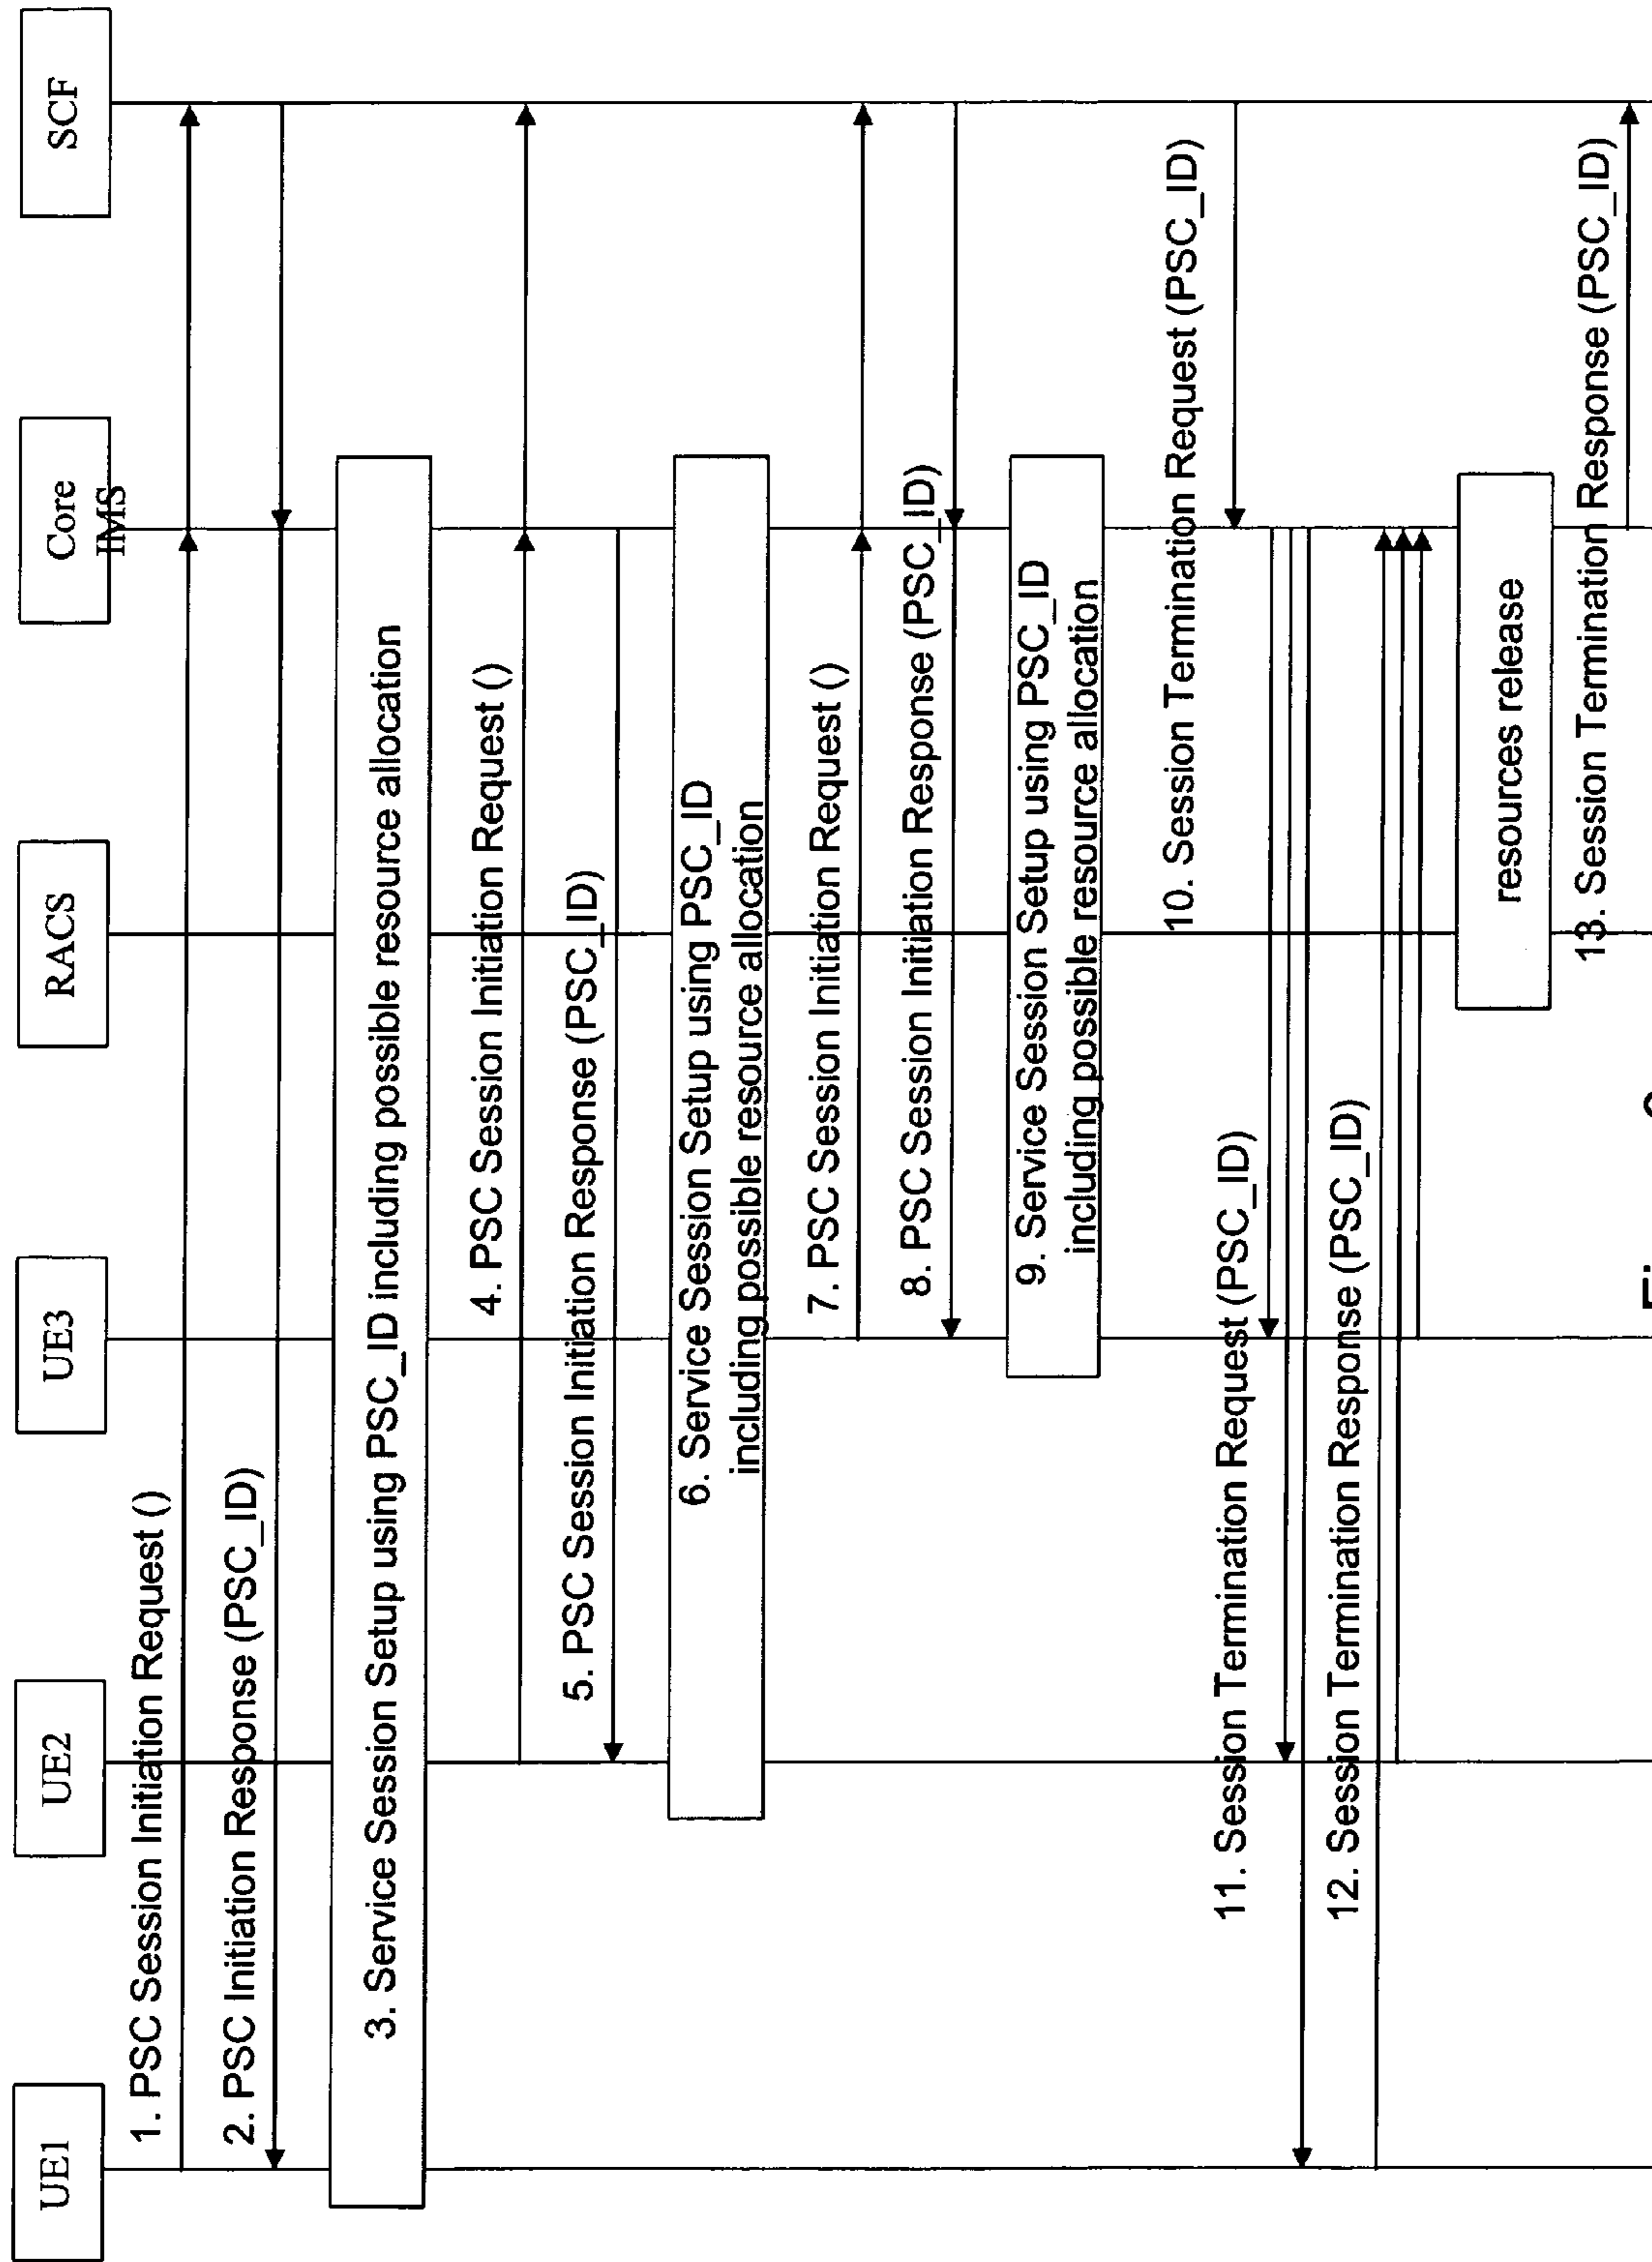 UE1
UE2
UE3
RACS
Core
IMS
SCF
1. PSC Session Initiation Request ()
2. PSC Initiation Response (PSC_ID)
3. Service Session Setup using PSC_ID including possible resource allocation
4. PSC Session Initiation Request ()
5. PSC Session Initiation Response (PSC_ID)
6. Service Session Setup using PSC_ID
including possible resource allocation
7. PSC Session Initiation Request ()
8. PSC Session Initiation Response (PSC_ID)
9. Service Session Setup using PSC_ID
including possible resource allocation
10. Session Termination Request (PSC_ID)
11. Session Termination Request (PSC_ID)
12. Session Termination Response (PSC_ID)
resources release
13. Session Termination Response (PSC_ID)